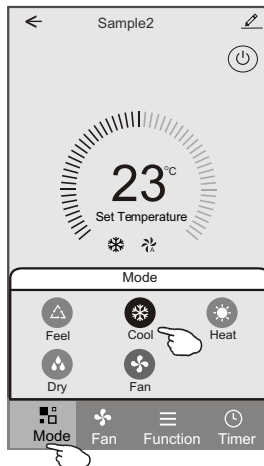 Sample2
23°C
Set Temperature
A
Mode
Feel Cool Heat
Dry Fan
Mode Fan Function Timer